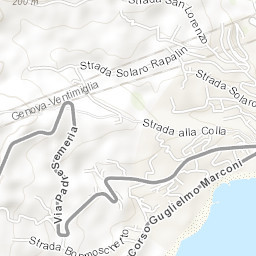 200 m
Strada San Lorenzo
Strada Solaro Rapalin
Strada Solaro
Genova-Ventimiglia
Strada alla Colla
Via Padre Semeria
Corso Guglielmo Marconi
Strada Bonmoschetto